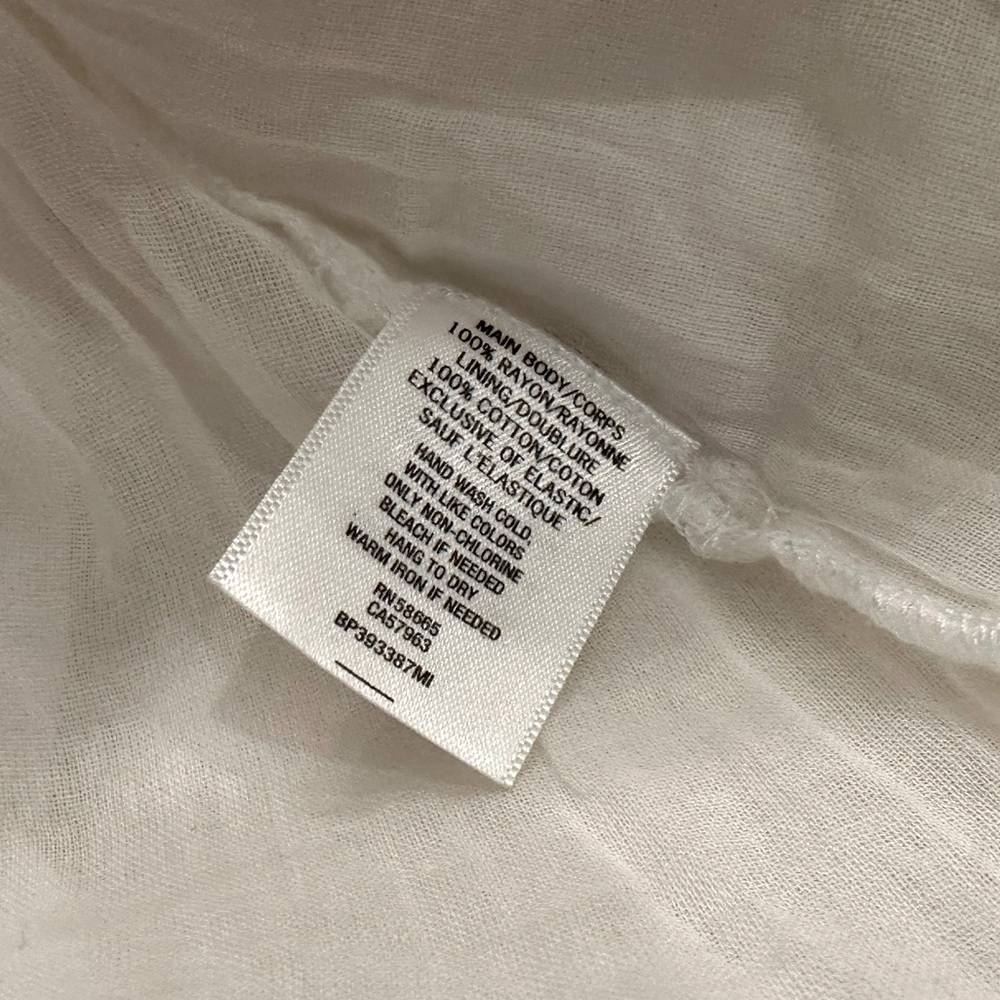 MAIN BODY/CORPS
100% RAYON/RAYONNE
LINING/DOUBLURE
100% COTTON/COTON
EXCLUSIVE OF ELASTIC/
SAUF L'ELASTIQUE
HAND WASH COLD.
WITH LIKE COLORS
ONLY NON-CHLORINE
BLEACH IF NEEDED
HANG TO DRY
WARM IRON IF NEEDED
RN58665
CA57963
BP393387MI